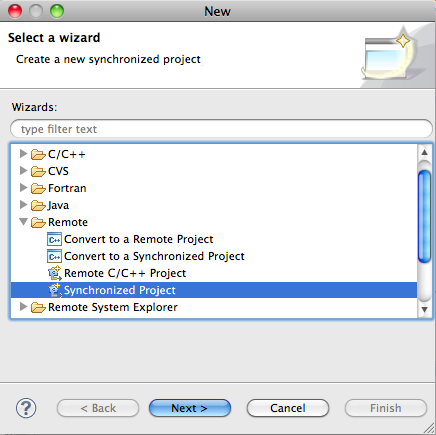 New
Select a wizard
Create a new synchronized project
Wizards:
type filter text
C/C++
CVS
Fortran
Java
Remote
C++ Convert to a Remote Project
C++ Convert to a Synchronized Project
Remote C/C++ Project
Synchronized Project
Remote System Explorer
? < Back Next > Cancel Finish